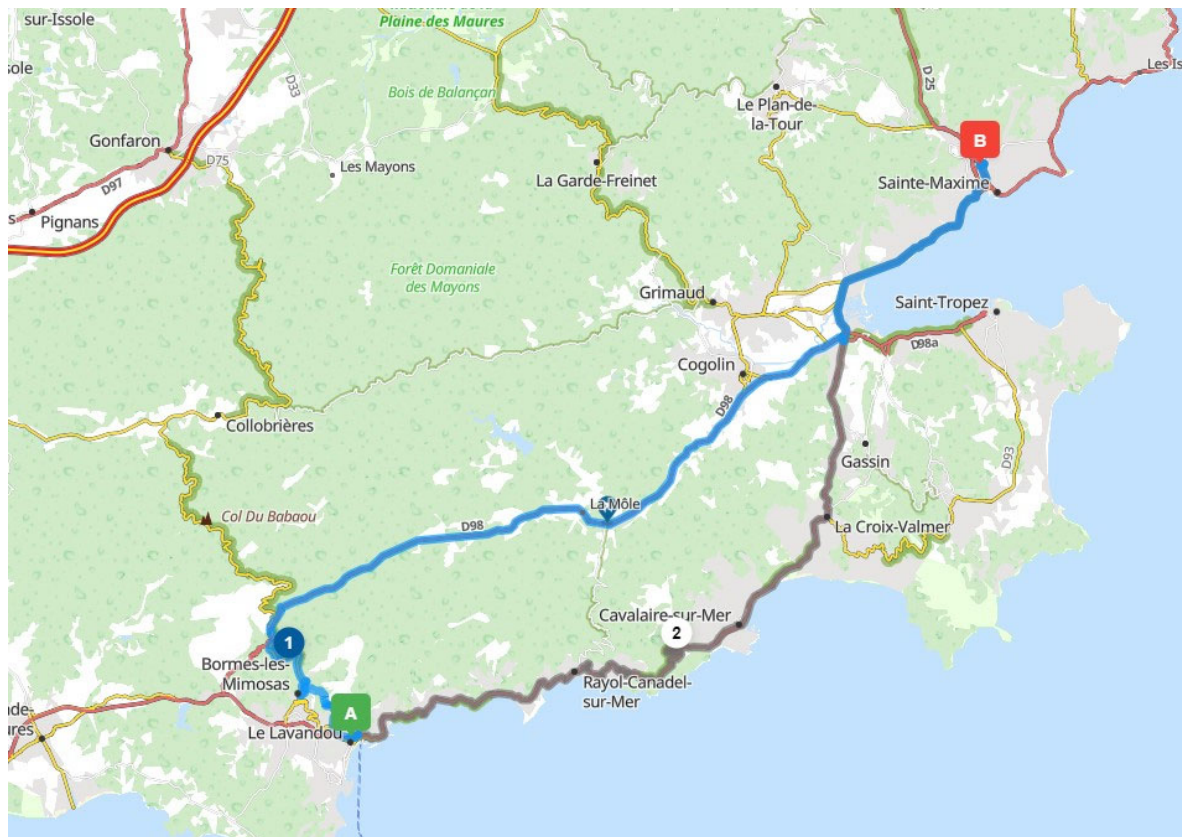 sur-Issole
Plaine des Maures
D33
Bois de Balançan
D 25
Les Is
Le Plan-de-
la-Tour
B
Gonfaron
D75
Les Mayons
La Garde-Freinet
Sainte-Maxime
D97
Pignans
Forêt Domaniale
des Mayons
Grimaud
Saint-Tropez
D98a
Cogolin
D98
Collobrières
Gassin
D93
La Môle
Col Du Babaou
D98
La Croix-Valmer
1
Cavalaire-sur-Mer
2
Bormes-les-
Mimosas
Rayol-Canadel-
sur-Mer
A
Le Lavandou
nde-
ures